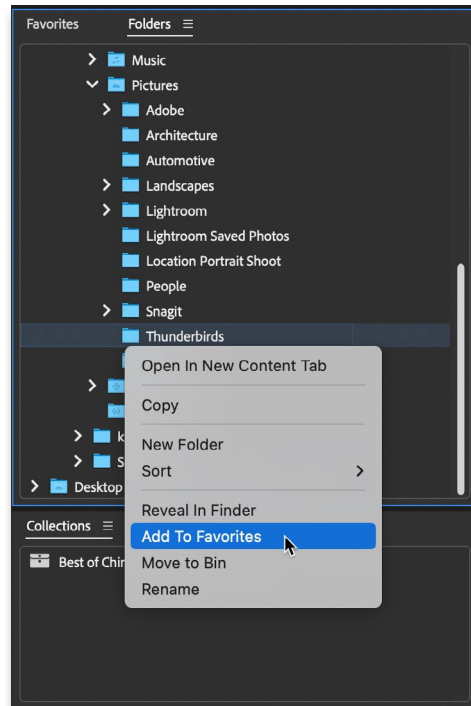 Favorites Folders
Music
Pictures
Adobe
Architecture
Automotive
Landscapes
Lightroom
Lightroom Saved Photos
Location Portrait Shoot
People
Snagit
Thunderbirds
Open In New Content Tab
Copy
New Folder
Sort
Reveal In Finder
Add To Favorites
Move to Bin
Rename
k
S
Desktop
Collections
Best of Chin